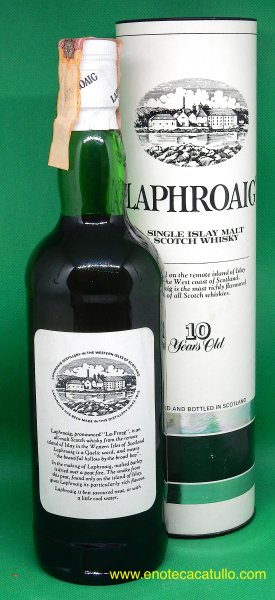 LAPHROAIG
LAPHROAIG
SINGLE ISLAY MALT
SCOTCH WHISKY
on the remote island of Islay
the West coast of Scotland.
is the most richly flavoured
of all Scotch whiskies.
10
Years Old
AND BOTTLED IN SCOTLAND
Laphroaig, pronounced "La Froyg", is an
all-malt Scotch whisky from the remote
island of Islay in the Western Isles of Scotland
Laphroaig is a Gaelic word, and means
"the beautiful hollow by the broad bay"
In the making of Laphroaig, malted barley
is dried over a peat fire. The smoke from
this peat, found only on the island of Islay,
gives Laphroaig its particularly rich flavour.
Laphroaig is best savoured neat, or with
a little cool water.
www.enotecacatullo.com